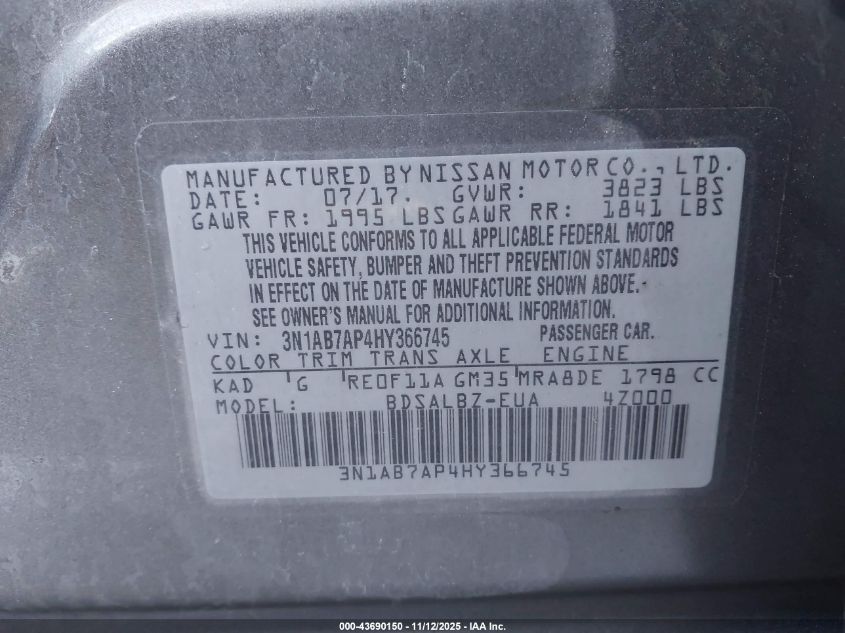 MANUFACTURED BY NISSAN MOTOR CO., LTD.
DATE: 07/17. GVWR: 3823 LBS
GAWR FR: 1995 LBS GAWR RR: 1841 LBS
THIS VEHICLE CONFORMS TO ALL APPLICABLE FEDERAL MOTOR
VEHICLE SAFETY, BUMPER AND THEFT PREVENTION STANDARDS
IN EFFECT ON THE DATE OF MANUFACTURE SHOWN ABOVE.
SEE OWNER'S MANUAL FOR ADDITIONAL INFORMATION.
VIN: 3N1AB7AP4HY366745 PASSENGER CAR.
COLOR TRIM TRANS AXLE ENGINE
KAD G RE0F11A GM35 MRA8DE 1798 CC
MODEL: BDSALBZ-EUA 4Z000
3N1AB7AP4HY366745
000-43690150 - 11/12/2025 - IAA Inc.